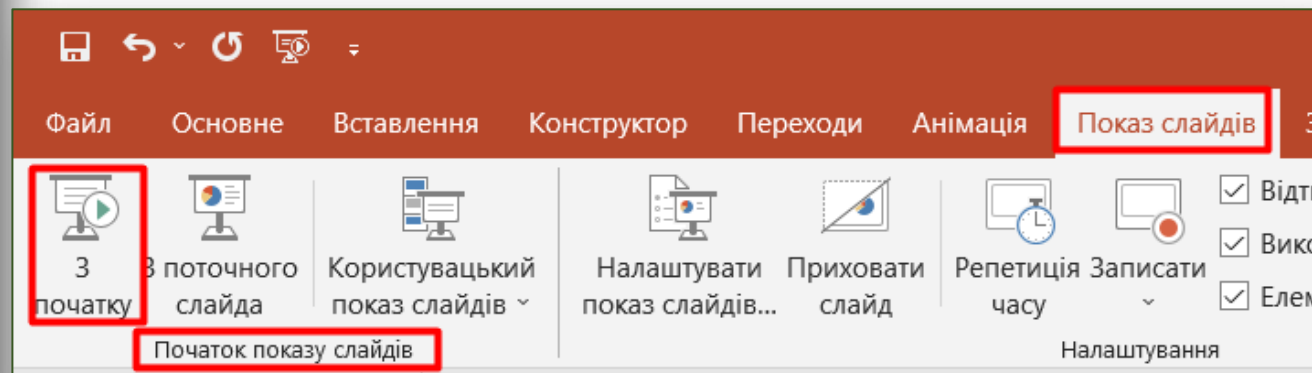 Файл Основне Вставлення Конструктор Переходи Анімація Показ слайдів
З початку
З поточного слайда
Користувацький показ слайдів
Налаштувати показ слайдів...
Приховати слайд
Репетиція часу
Записати
Початок показу слайдів
Налаштування